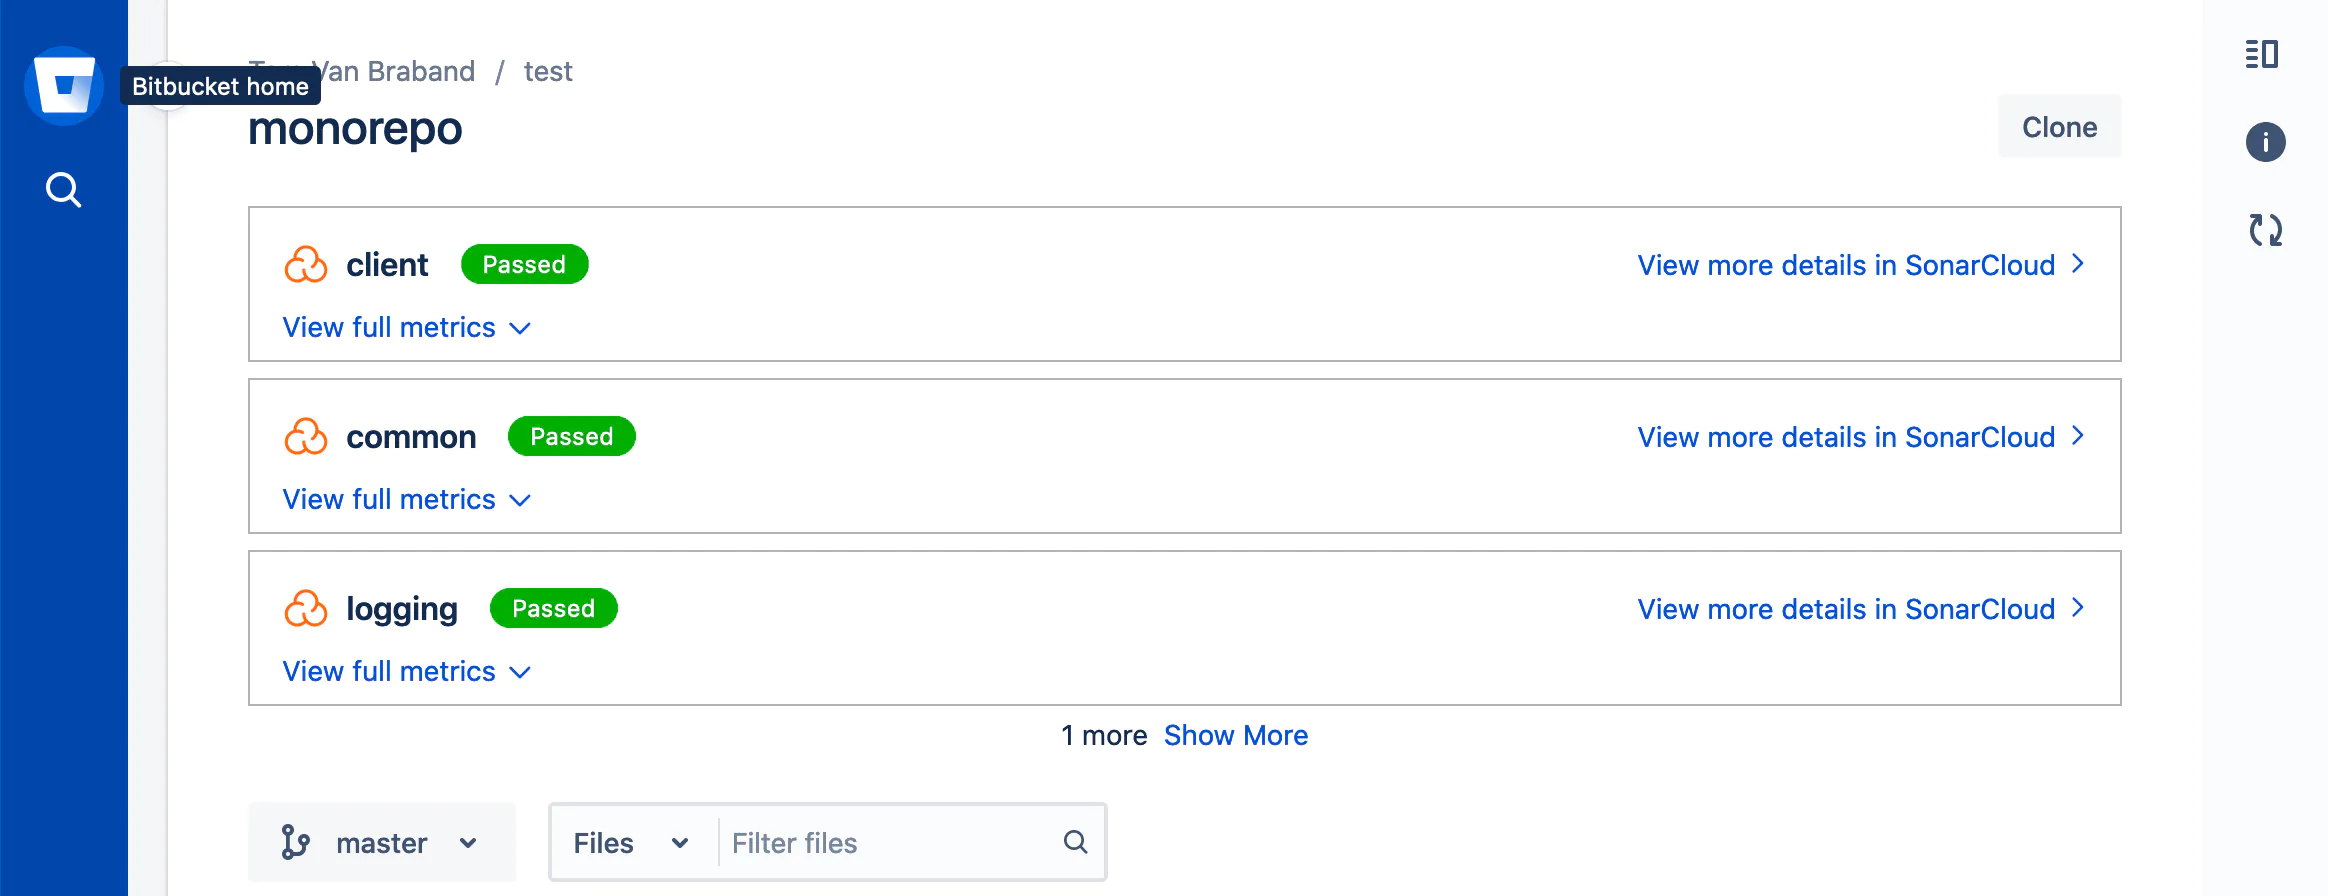 Bitbucket home
Van Braband / test
monorepo
Clone
client Passed View more details in SonarCloud
View full metrics
common Passed View more details in SonarCloud
View full metrics
logging Passed View more details in SonarCloud
View full metrics
1 more Show More
master Files Filter files